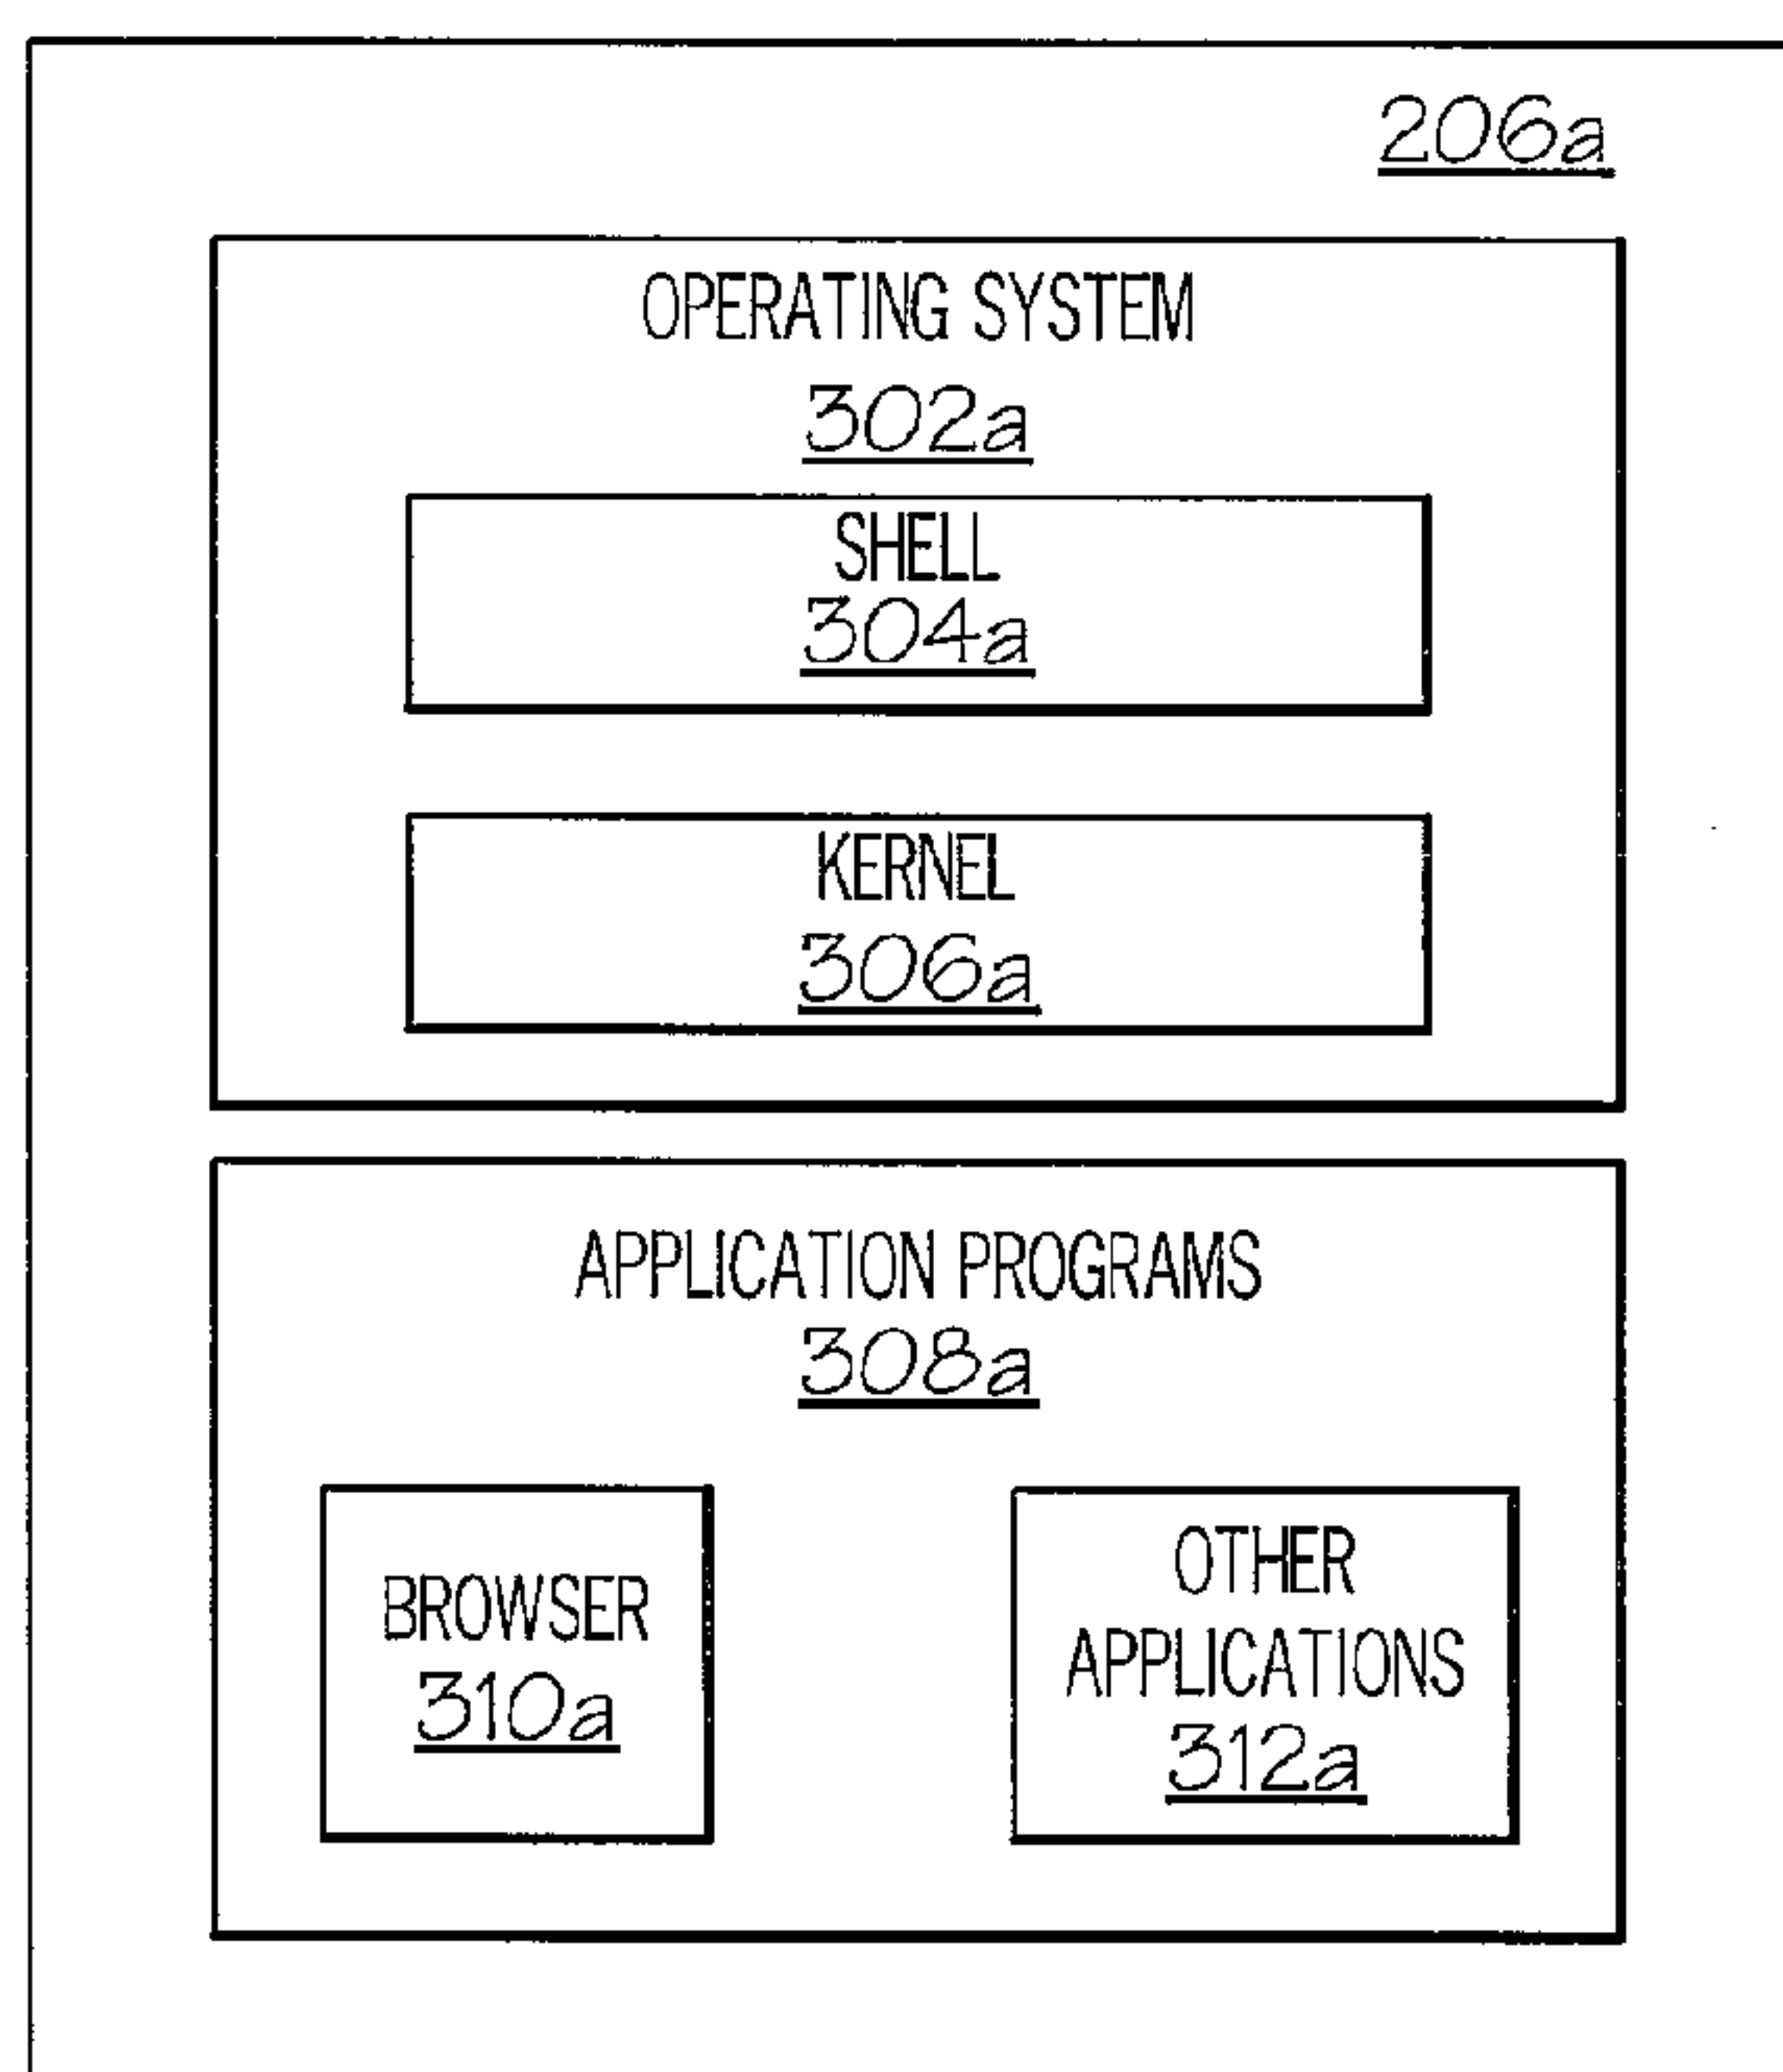 206a
OPERATING SYSTEM
302a
SHELL
304a
KERNEL
306a
APPLICATION PROGRAMS
308a
BROWSER
310a
OTHER
APPLICATIONS
312a